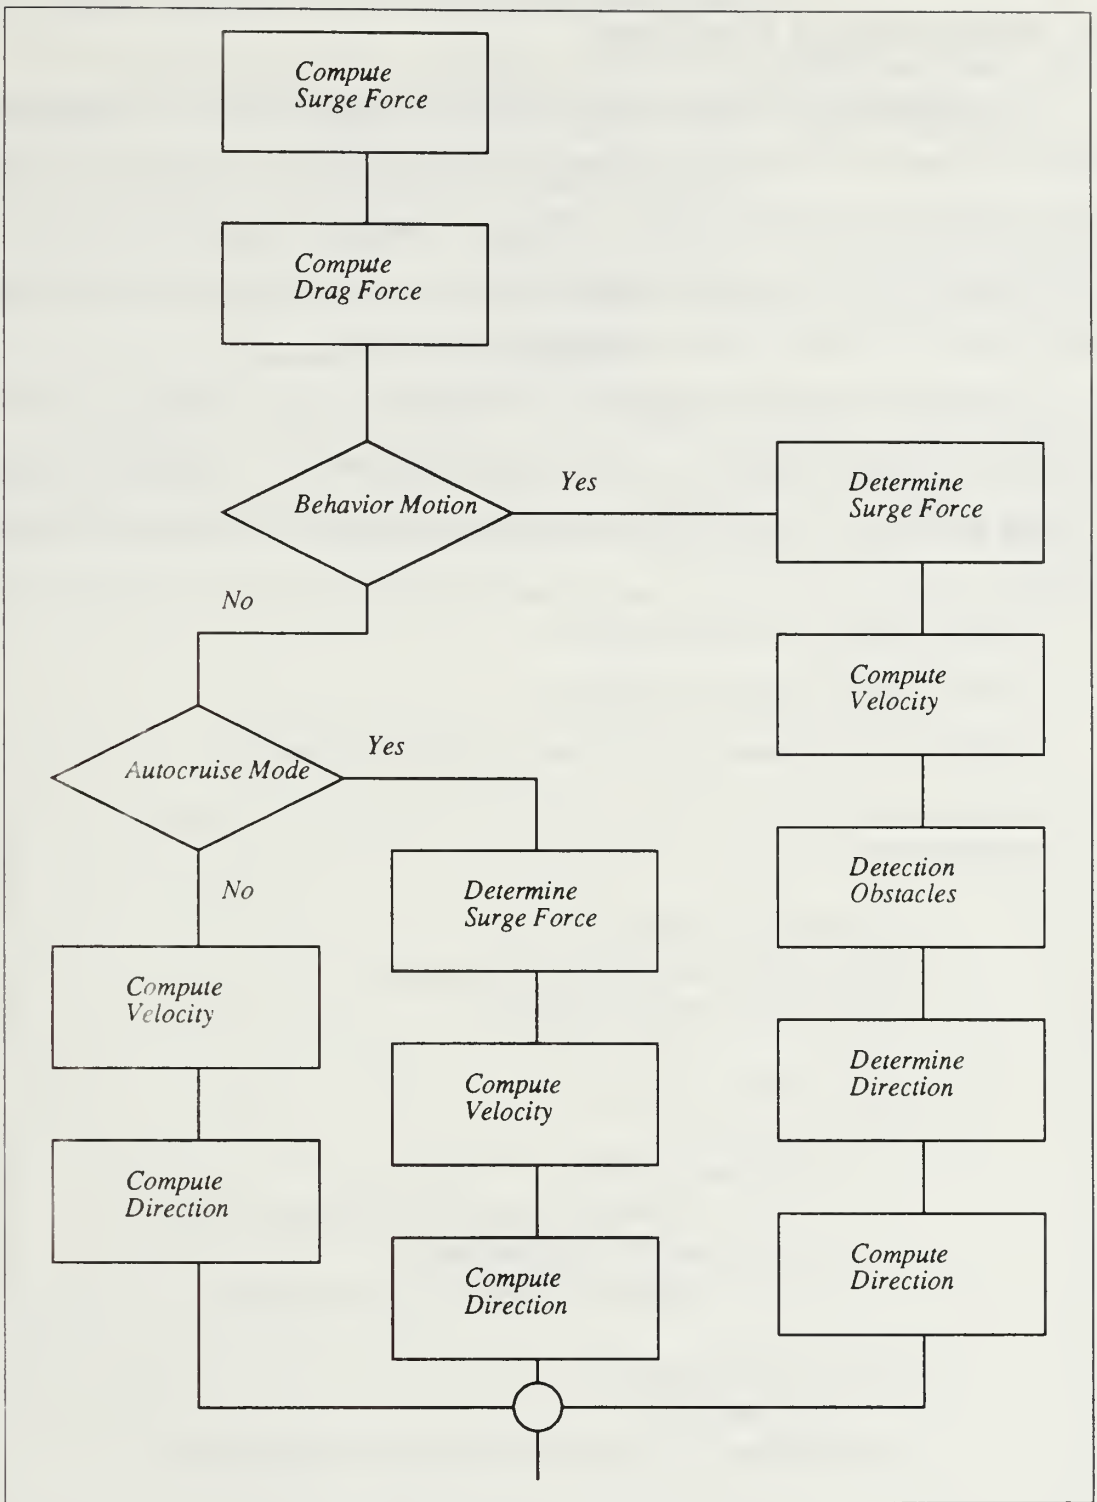 Compute
Surge Force
Compute
Drag Force
Behavior Motion
Yes
Determine
Surge Force
No
Compute
Velocity
Autocruise Mode
Yes
Detection
Obstacles
No
Determine
Surge Force
Compute
Velocity
Determine
Direction
Compute
Velocity
Compute
Direction
Compute
Direction
Compute
Direction